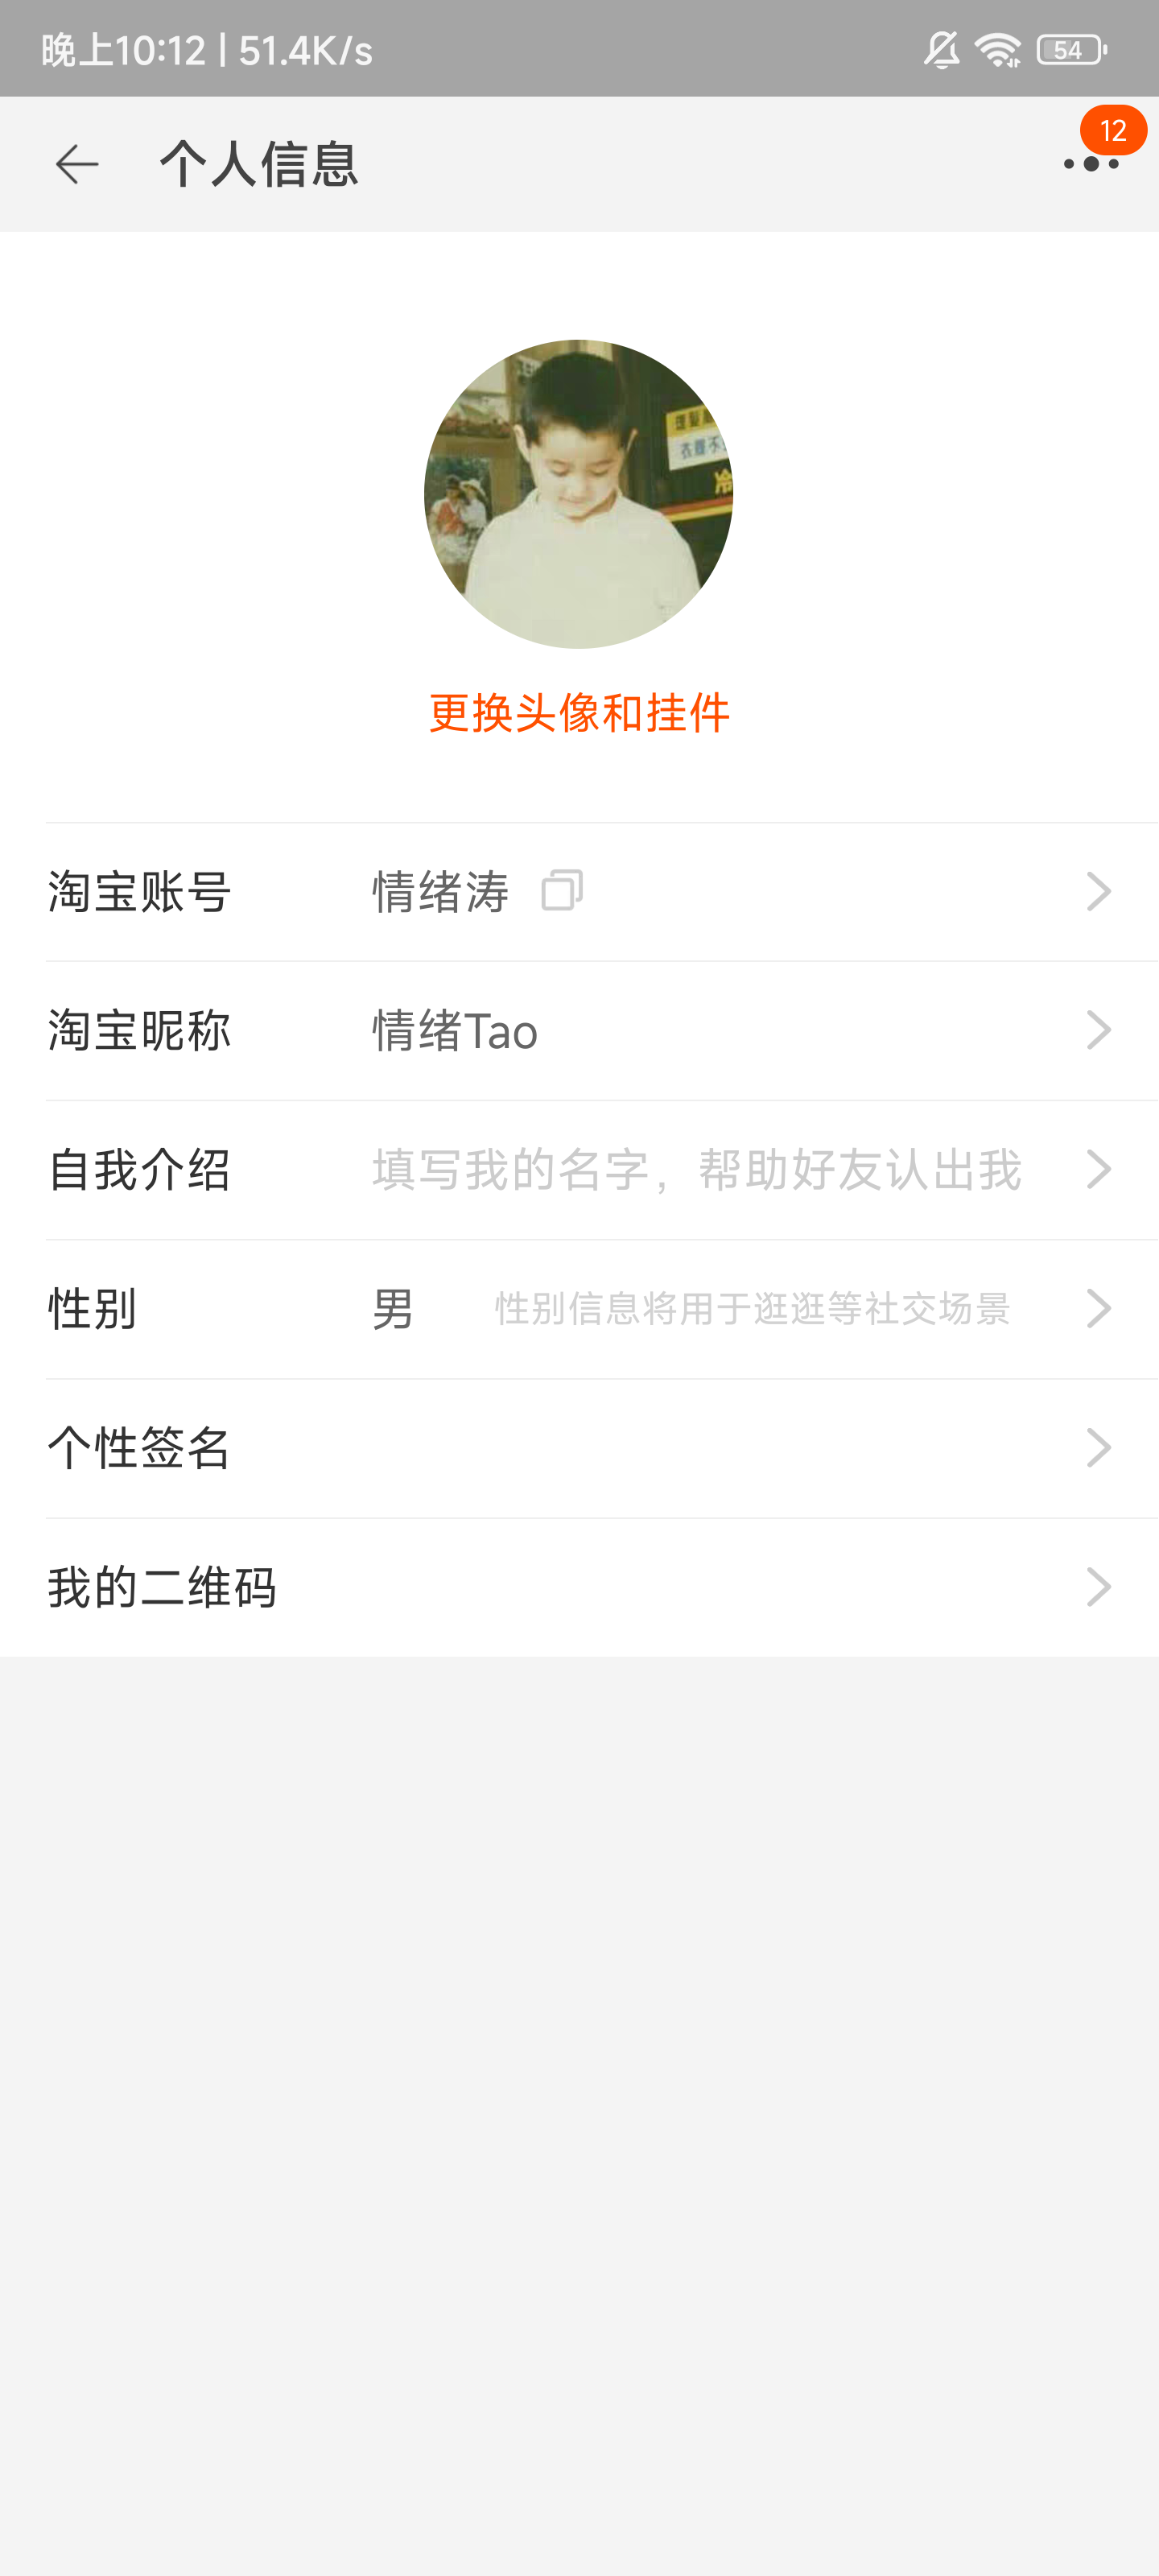 晚上10:12 | 51.4K/s
54
12
个人信息
更换头像和挂件
淘宝账号 情绪涛
淘宝昵称 情绪Tao
自我介绍 填写我的名字，帮助好友认出我
性别 男 性别信息将用于逛逛等社交场景
个性签名
我的二维码